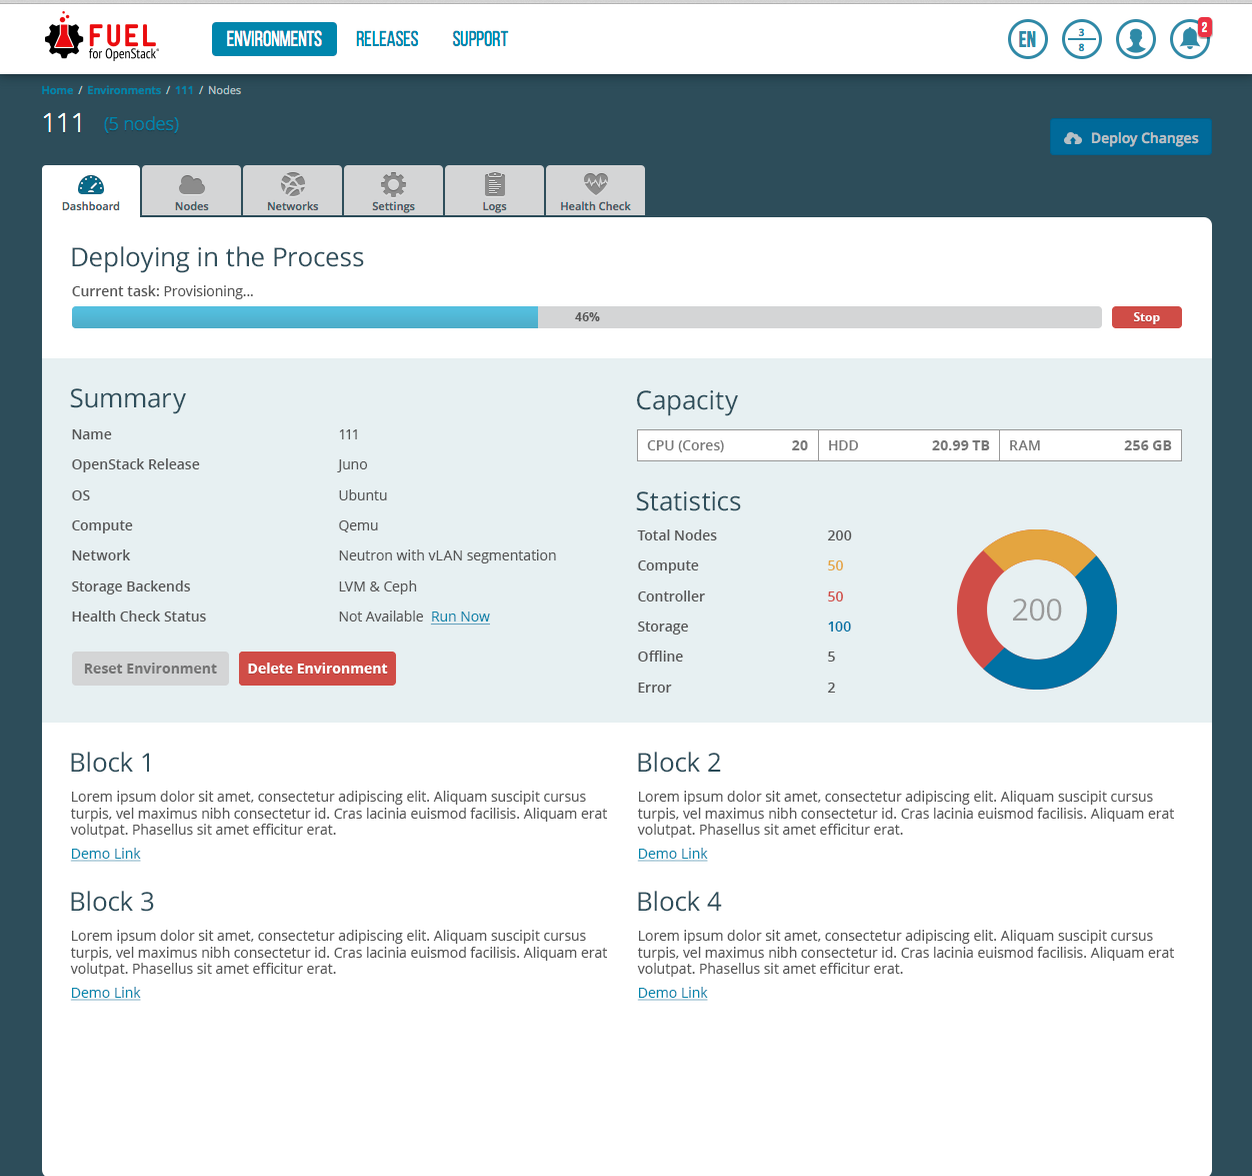 FUEL
for OpenStack
ENVIRONMENTS RELEASES SUPPORT
EN
3
8
2
Home / Environments / 111 / Nodes
111 (5 nodes)
Deploy Changes
Dashboard Nodes Networks Settings Logs Health Check
Deploying in the Process
Current task: Provisioning...
46%
Stop
Summary
Name 111
OpenStack Release Juno
OS Ubuntu
Compute Qemu
Network Neutron with vLAN segmentation
Storage Backends LVM & Ceph
Health Check Status Not Available Run Now
Reset Environment Delete Environment
Capacity
CPU (Cores) 20 HDD 20.99 TB RAM 256 GB
Statistics
Total Nodes 200
Compute 50
Controller 50
Storage 100
Offline 5
Error 2
200
Block 1
Lorem ipsum dolor sit amet, consectetur adipiscing elit. Aliquam suscipit cursus
turpis, vel maximus nibh consectetur id. Cras lacinia euismod facilisis. Aliquam erat
volutpat. Phasellus sit amet efficitur erat.
Demo Link
Block 2
Lorem ipsum dolor sit amet, consectetur adipiscing elit. Aliquam suscipit cursus
turpis, vel maximus nibh consectetur id. Cras lacinia euismod facilisis. Aliquam erat
volutpat. Phasellus sit amet efficitur erat.
Demo Link
Block 3
Lorem ipsum dolor sit amet, consectetur adipiscing elit. Aliquam suscipit cursus
turpis, vel maximus nibh consectetur id. Cras lacinia euismod facilisis. Aliquam erat
volutpat. Phasellus sit amet efficitur erat.
Demo Link
Block 4
Lorem ipsum dolor sit amet, consectetur adipiscing elit. Aliquam suscipit cursus
turpis, vel maximus nibh consectetur id. Cras lacinia euismod facilisis. Aliquam erat
volutpat. Phasellus sit amet efficitur erat.
Demo Link